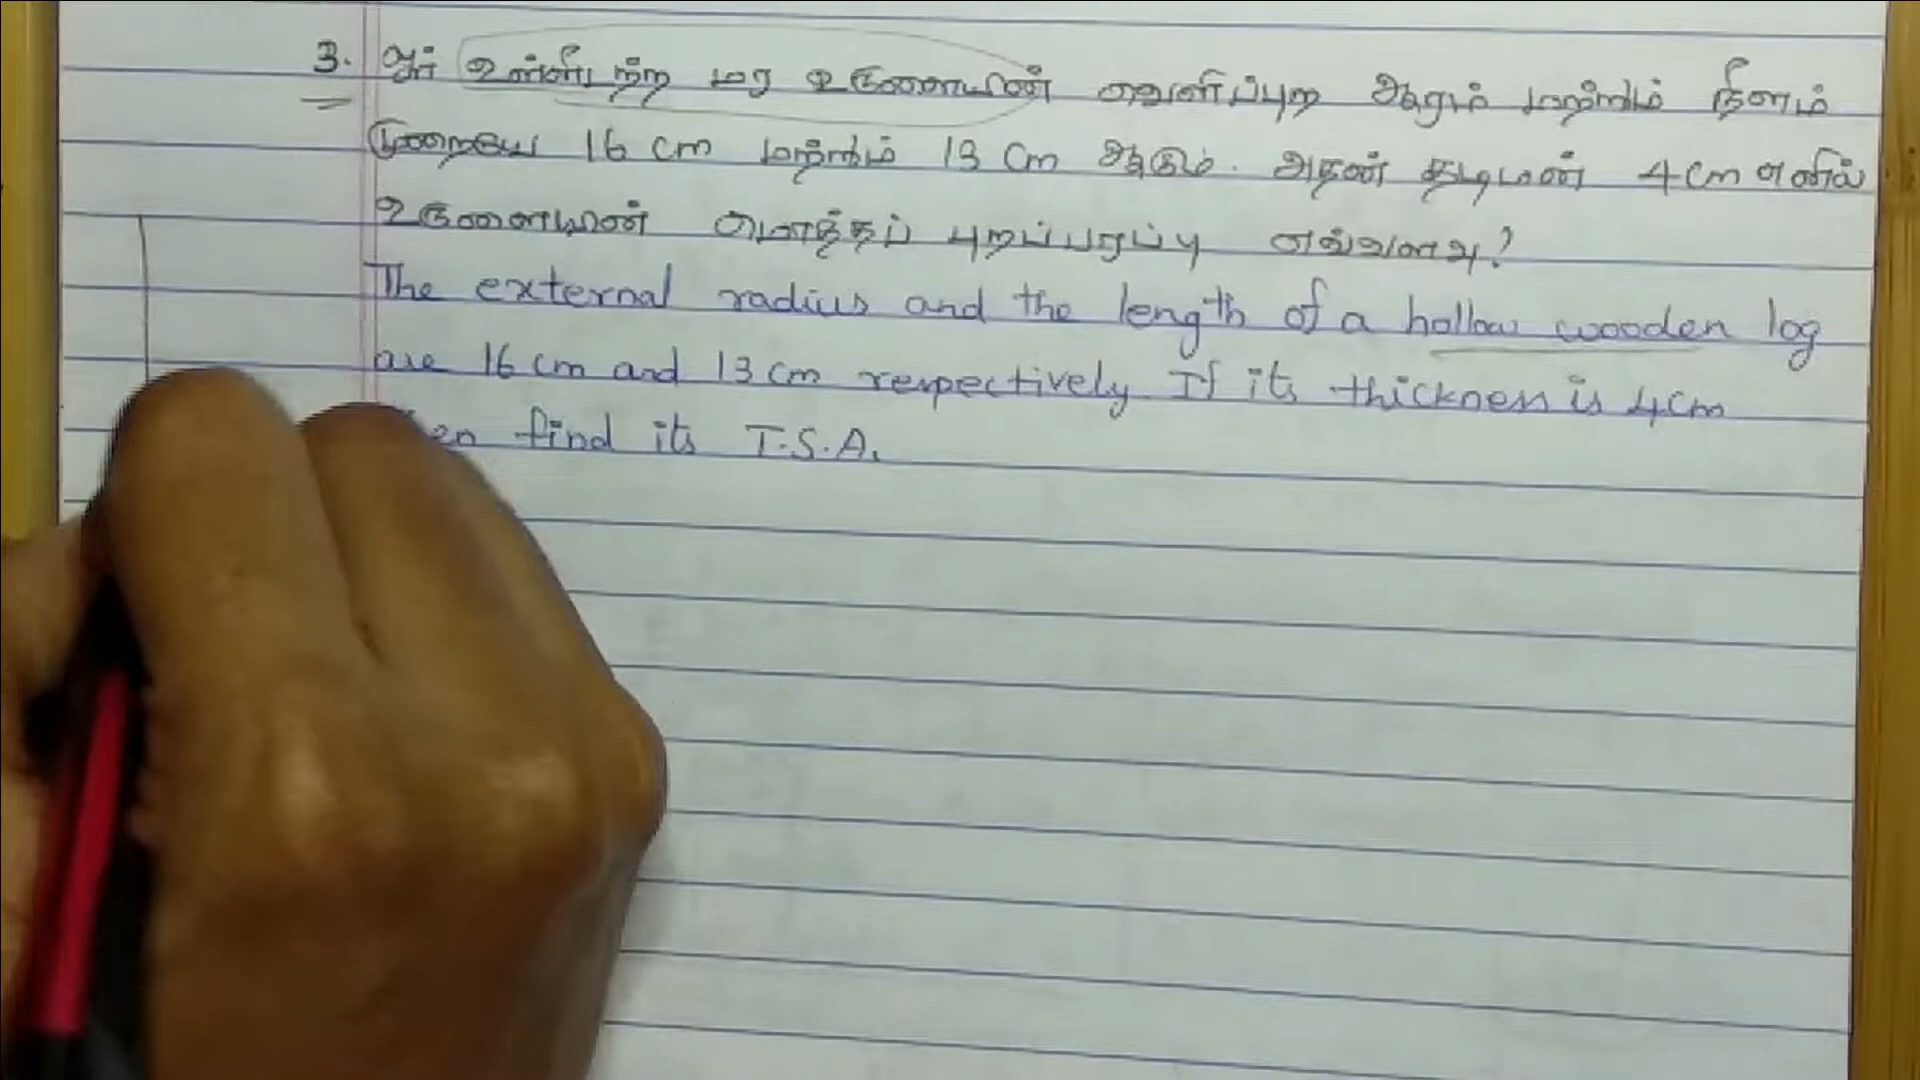 3. ஓர் உள்ளீடற்ற மர உருளையின் வெளிப்புற ஆரம் மற்றும் நீளம்
முறையே 16 cm மற்றும் 13 cm ஆகும். அதன் தடிமன் 4 cm எனில்
உருளையின் மொத்தப் புறப்பரப்பு எவ்வளவு?
The external radius and the length of a hollow wooden log
are 16 cm and 13 cm respectively. If its thickness is 4 cm
find its T.S.A.